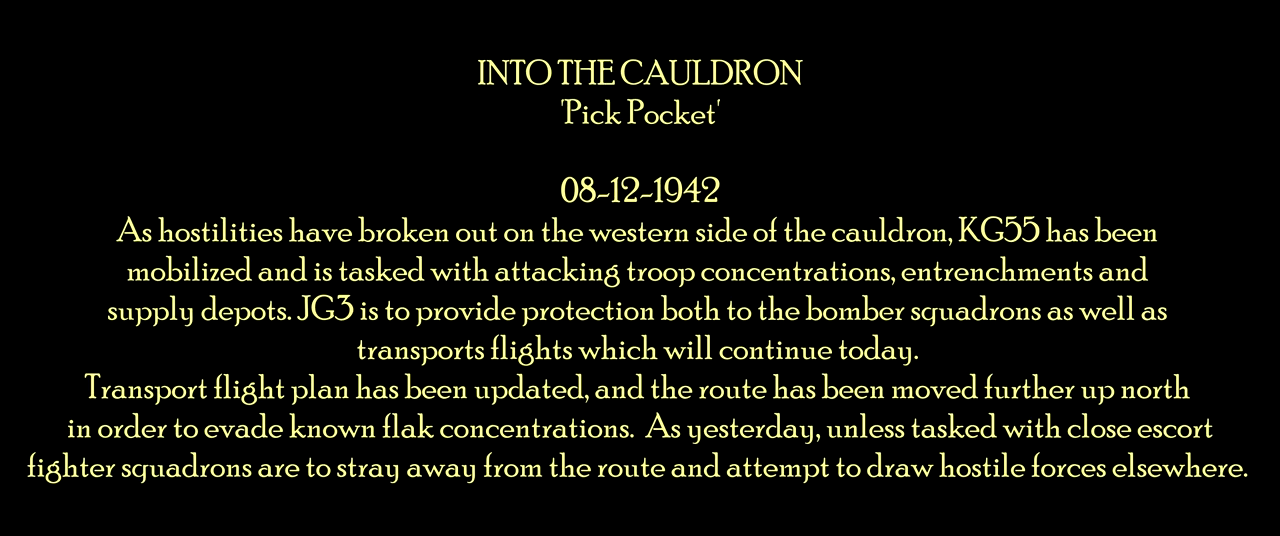 INTO THE CAULDRON
'Pick Pocket'
08-12-1942
As hostilities have broken out on the western side of the cauldron, KG55 has been
mobilized and is tasked with attacking troop concentrations, entrenchments and
supply depots. JG3 is to provide protection both to the bomber squadrons as well as
transports flights which will continue today.
Transport flight plan has been updated, and the route has been moved further up north
in order to evade known flak concentrations.  As yesterday, unless tasked with close escort
fighter squadrons are to stray away from the route and attempt to draw hostile forces elsewhere.